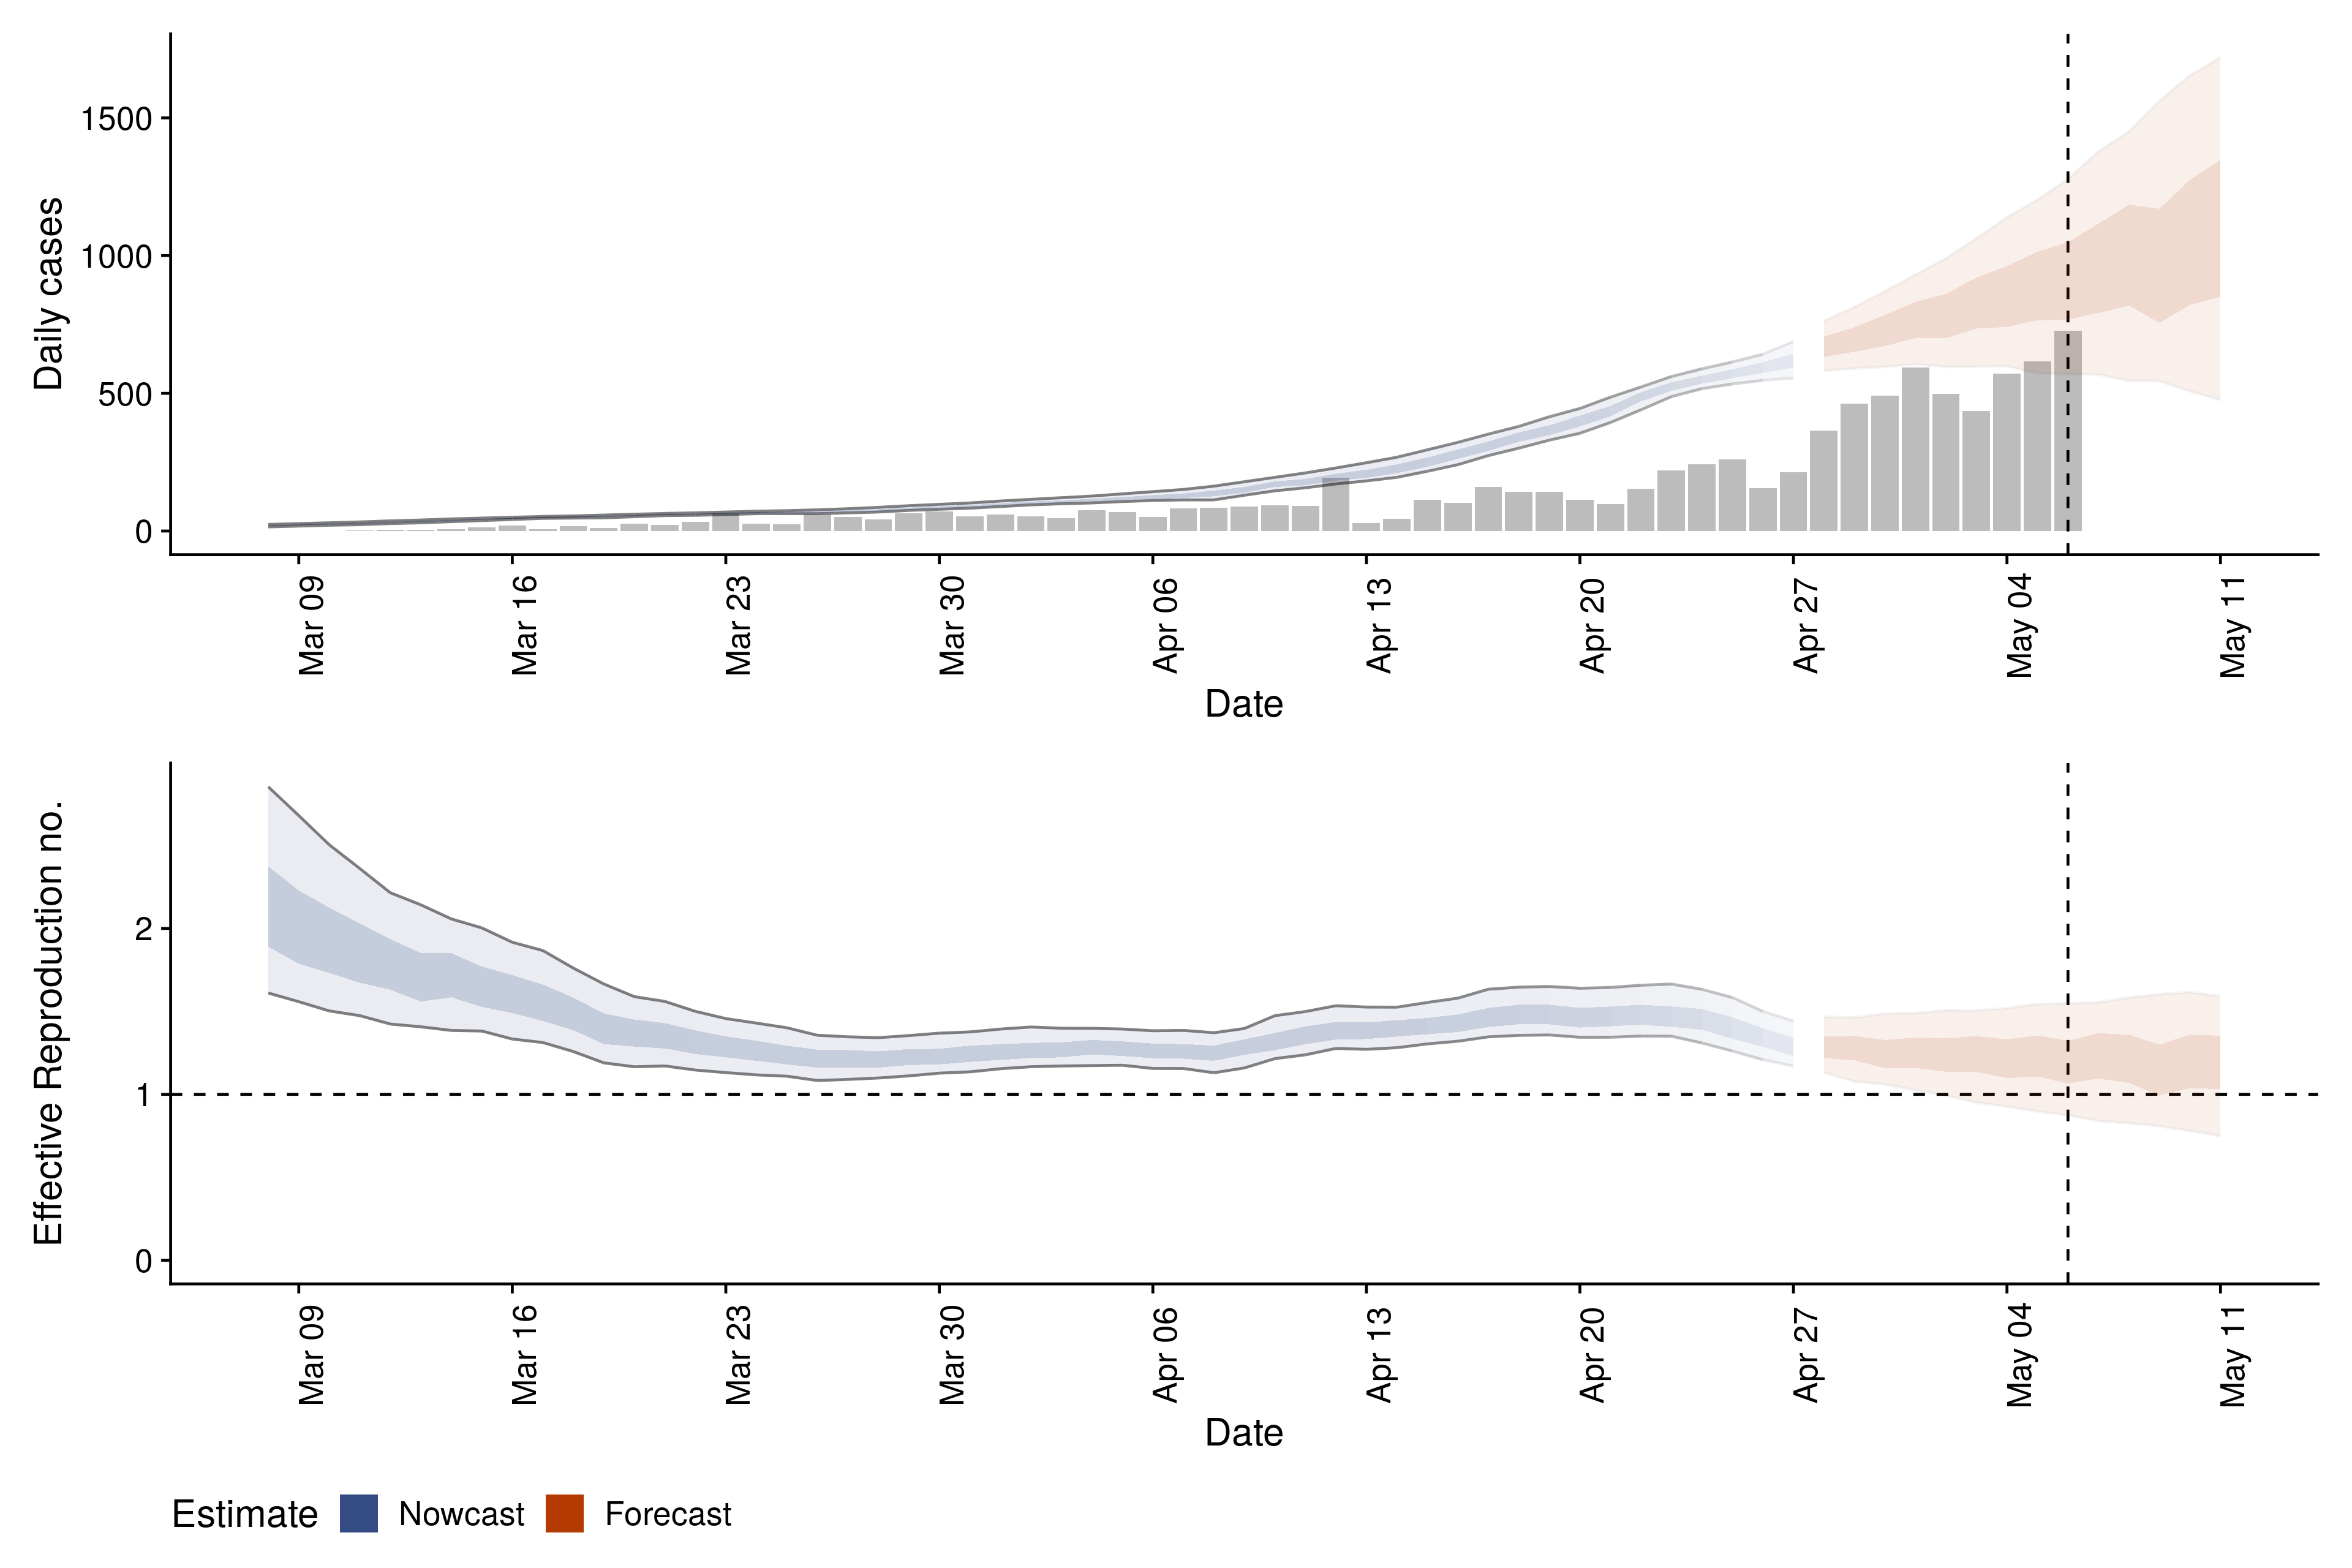 Daily cases
1500
1000
500
0
Mar 09
Mar 16
Mar 23
Mar 30
Apr 06
Apr 13
Apr 20
Apr 27
May 04
May 11
Date
Effective Reproduction no.
2
1
0
Mar 09
Mar 16
Mar 23
Mar 30
Apr 06
Apr 13
Apr 20
Apr 27
May 04
May 11
Date
Estimate Nowcast Forecast